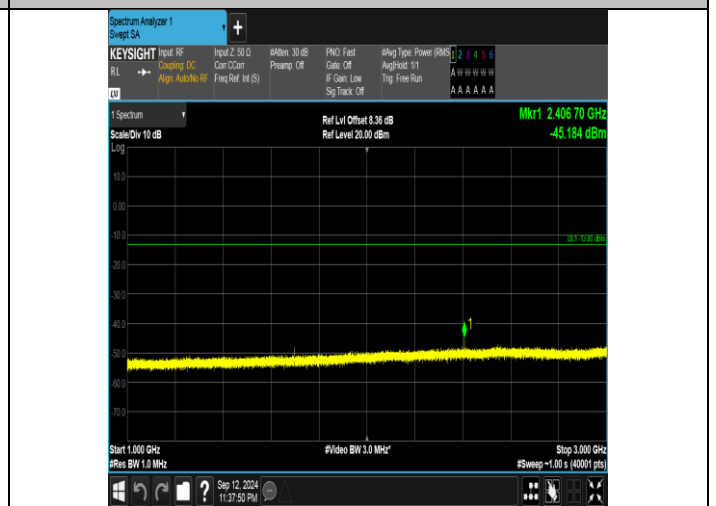 Spectrum Analyzer 1
Swept SA
+
KEYSIGHT
RL
LXI
Input: RF
Coupling: DC
Align: Auto/No RF
Input Z: 50 Ω
Corr CCorr
Freq Ref: Int (S)
#Atten: 30 dB
Preamp: Off
PNO: Fast
Gate: Off
IF Gain: Low
Sig Track: Off
#Avg Type: Power (RMS
Avg|Hold: 1/1
Trig: Free Run
1 2 3 4 5 6
A W W W W W
A A A A A A
1 Spectrum
Scale/Div 10 dB
Log
Ref Lvl Offset 8.36 dB
Ref Level 20.00 dBm
Mkr1 2.406 70 GHz
-45.184 dBm
10.0
0.00
-10.0
DL1 -13.00 dBm
-20.0
-30.0
-40.0
1
-50.0
-60.0
-70.0
Start 1.000 GHz
#Res BW 1.0 MHz
#Video BW 3.0 MHz*
Stop 3.000 GHz
#Sweep ~1.00 s (40001 pts)
?
Sep 12, 2024
11:37:50 PM